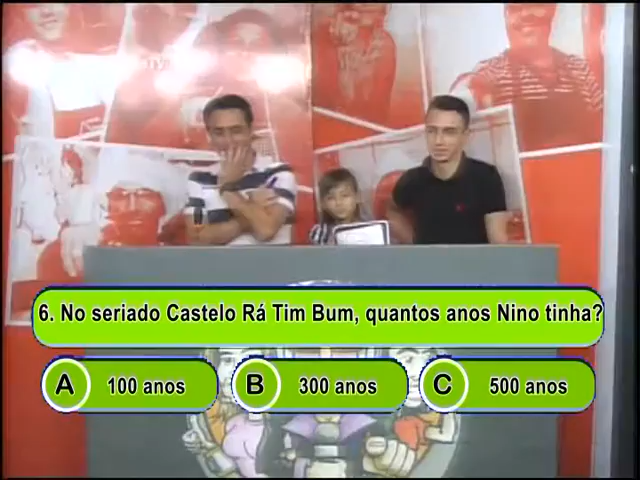 6. No seriado Castelo Rá Tim Bum, quantos anos Nino tinha?
A 100 anos
B 300 anos
C 500 anos